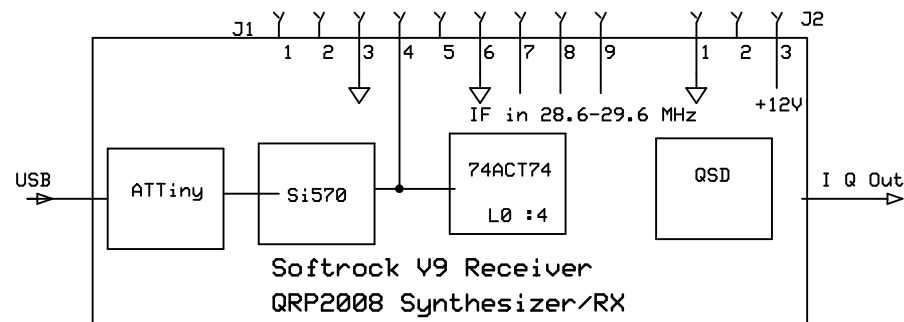 J1
J2
1 2 3 4 5 6 7 8 9
1 2 3
IF in 28.6-29.6 MHz
+12V
USB
ATTiny
Si570
74ACT74
L0 :4
QSD
I Q Out
Softrock V9 Receiver
QRP2008 Synthesizer/RX